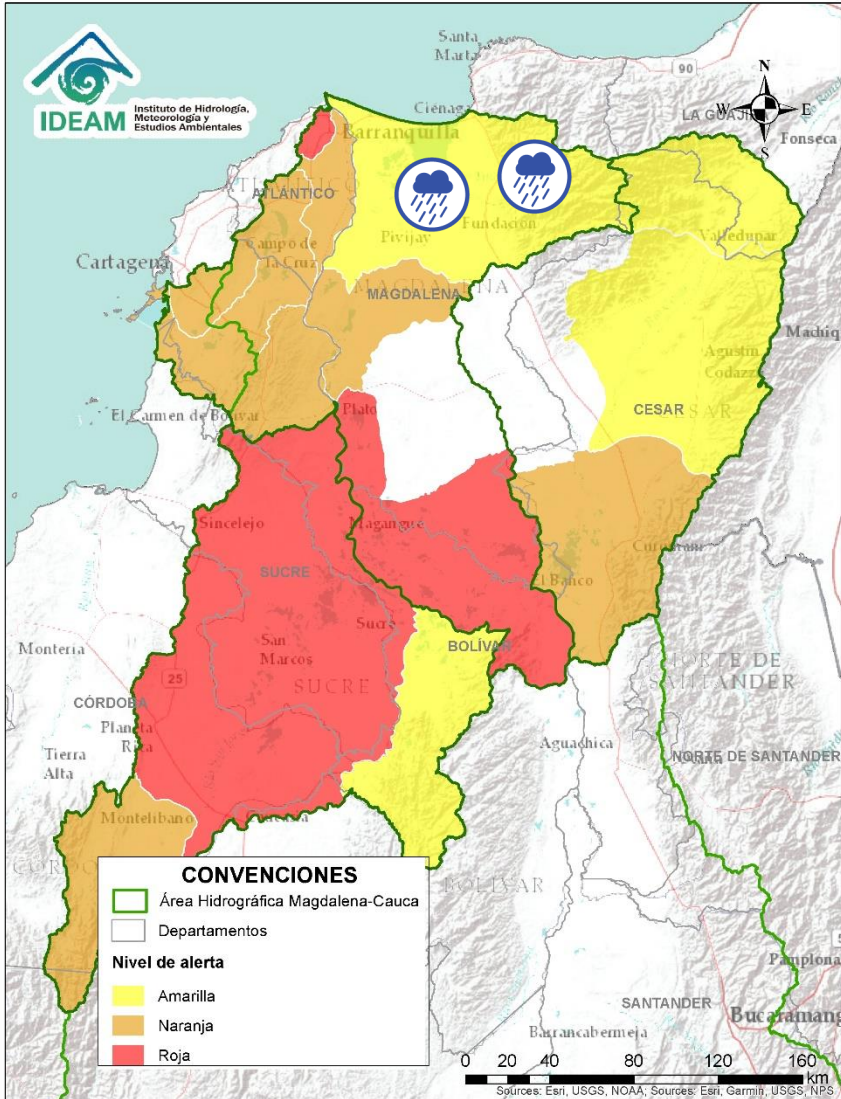 IDEAM
Instituto de Hidrología,
Meteorología y
Estudios Ambientales
Santa
Marta
90
N
W
E
S
Ciénaga
LA GUAJIRA
Fonseca
Barranquilla
ATLÁNTICO
Pivijay
Fundación
Valledupar
Campo de
la Cruz
Cartagena
MAGDALENA
Agustín
Codazzi
CESAR
El Carmen de Bolívar
Plato
Sincelejo
Magangué
SUCRE
Curumaní
El Banco
Sucre
San
Marcos
SUCRE
BOLÍVAR
Montería
25
CÓRDOBA
Planeta
Rica
Tierra
Alta
NORTE DE
SANTANDER
Aguachica
NORTE DE SANTANDER
Montelíbano
BOLÍVAR
CONVENCIONES
Área Hidrográfica Magdalena-Cauca
Departamentos
Nivel de alerta
Amarilla
Naranja
Roja
Pamplona
SANTANDER
Bucaramang
Barrancabermeja
0 20 40 80 120 160
km
Sources: Esri, USGS, NOAA; Sources: Esri, Garmin, USGS, NPS